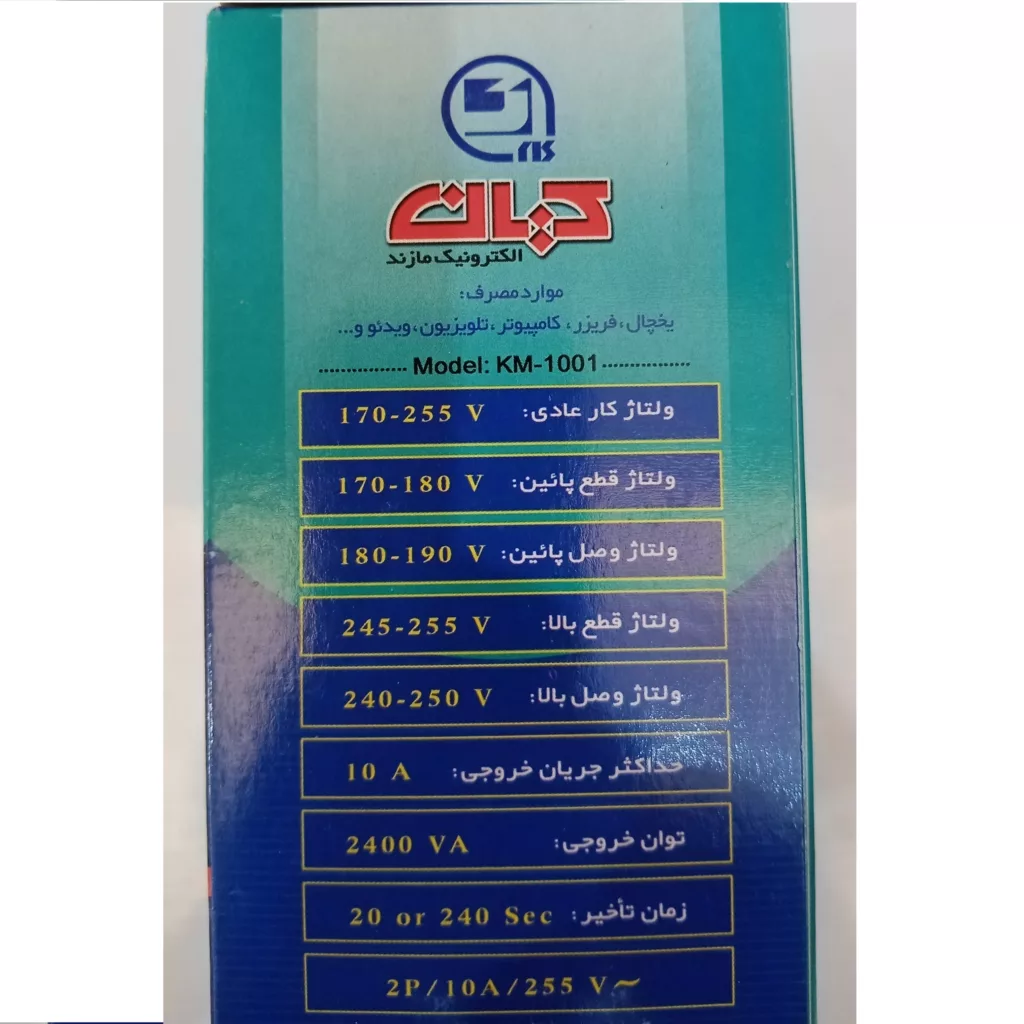 کیان
الکترونیک مازند
موارد مصرف:
یخچال، فریزر، کامپیوتر، تلویزیون، ویدئو و...
Model: KM-1001
ولتاژ کار عادی: 170-255 V
ولتاژ قطع پائین: 170-180 V
ولتاژ وصل پائین: 180-190 V
ولتاژ قطع بالا: 245-255 V
ولتاژ وصل بالا: 240-250 V
حداکثر جریان خروجی: 10 A
توان خروجی: 2400 VA
زمان تأخیر: 20 or 240 Sec
2P/10A/255 V~